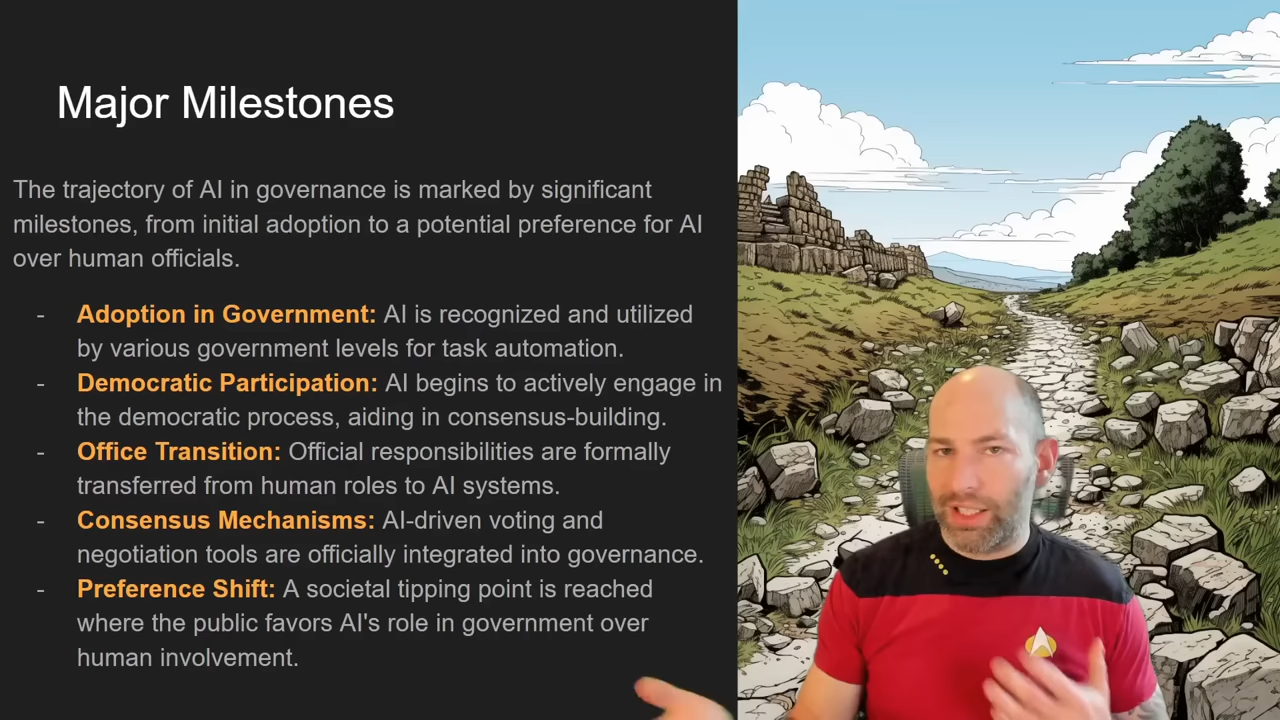 Major Milestones
The trajectory of AI in governance is marked by significant
milestones, from initial adoption to a potential preference for AI
over human officials.
- Adoption in Government: AI is recognized and utilized
by various government levels for task automation.
- Democratic Participation: AI begins to actively engage in
the democratic process, aiding in consensus-building.
- Office Transition: Official responsibilities are formally
transferred from human roles to AI systems.
- Consensus Mechanisms: AI-driven voting and
negotiation tools are officially integrated into governance.
- Preference Shift: A societal tipping point is reached
where the public favors AI's role in government over
human involvement.